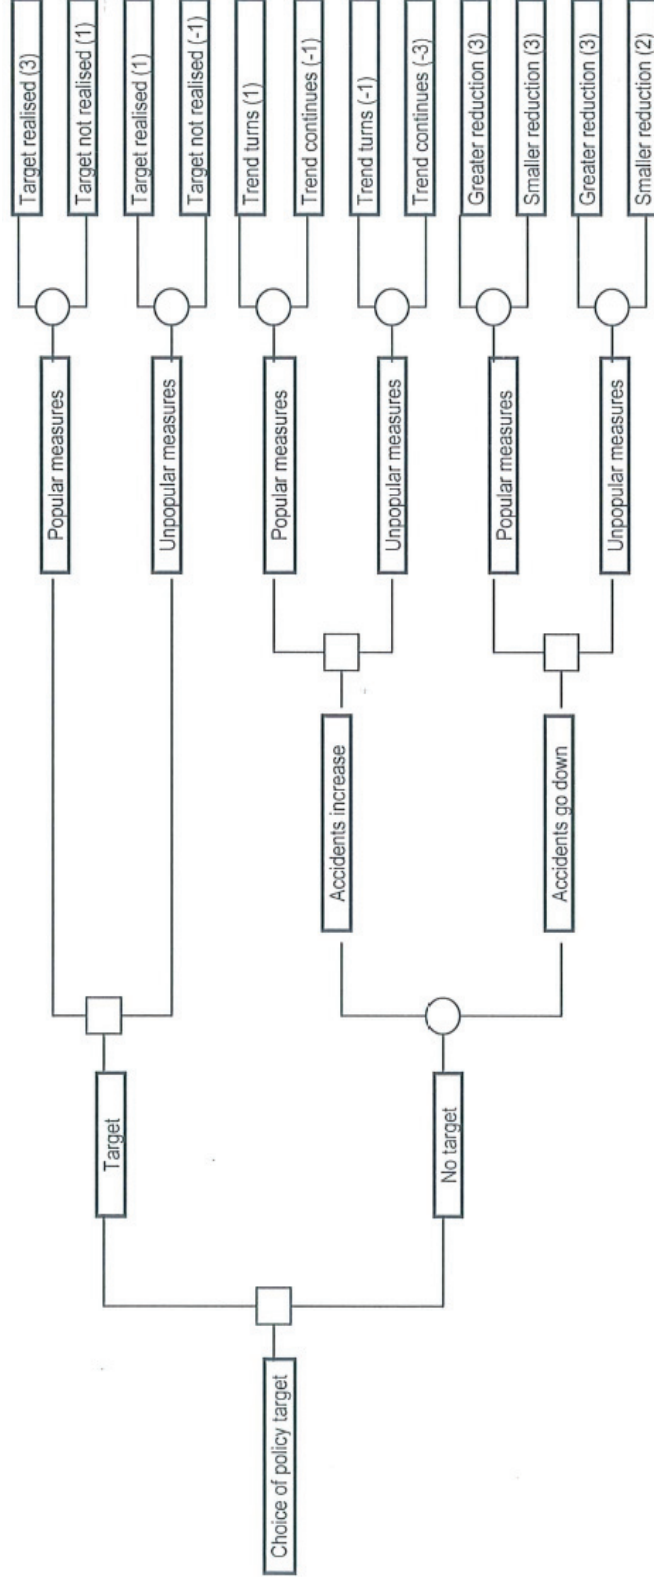 Choice of policy target
Target
No target
Accidents increase
Accidents go down
Popular measures
Unpopular measures
Popular measures
Unpopular measures
Popular measures
Unpopular measures
Target realised (3)
Target not realised (1)
Target realised (1)
Target not realised (-1)
Trend turns (1)
Trend continues (-1)
Trend turns (-1)
Trend continues (-3)
Greater reduction (3)
Smaller reduction (3)
Greater reduction (3)
Smaller reduction (2)